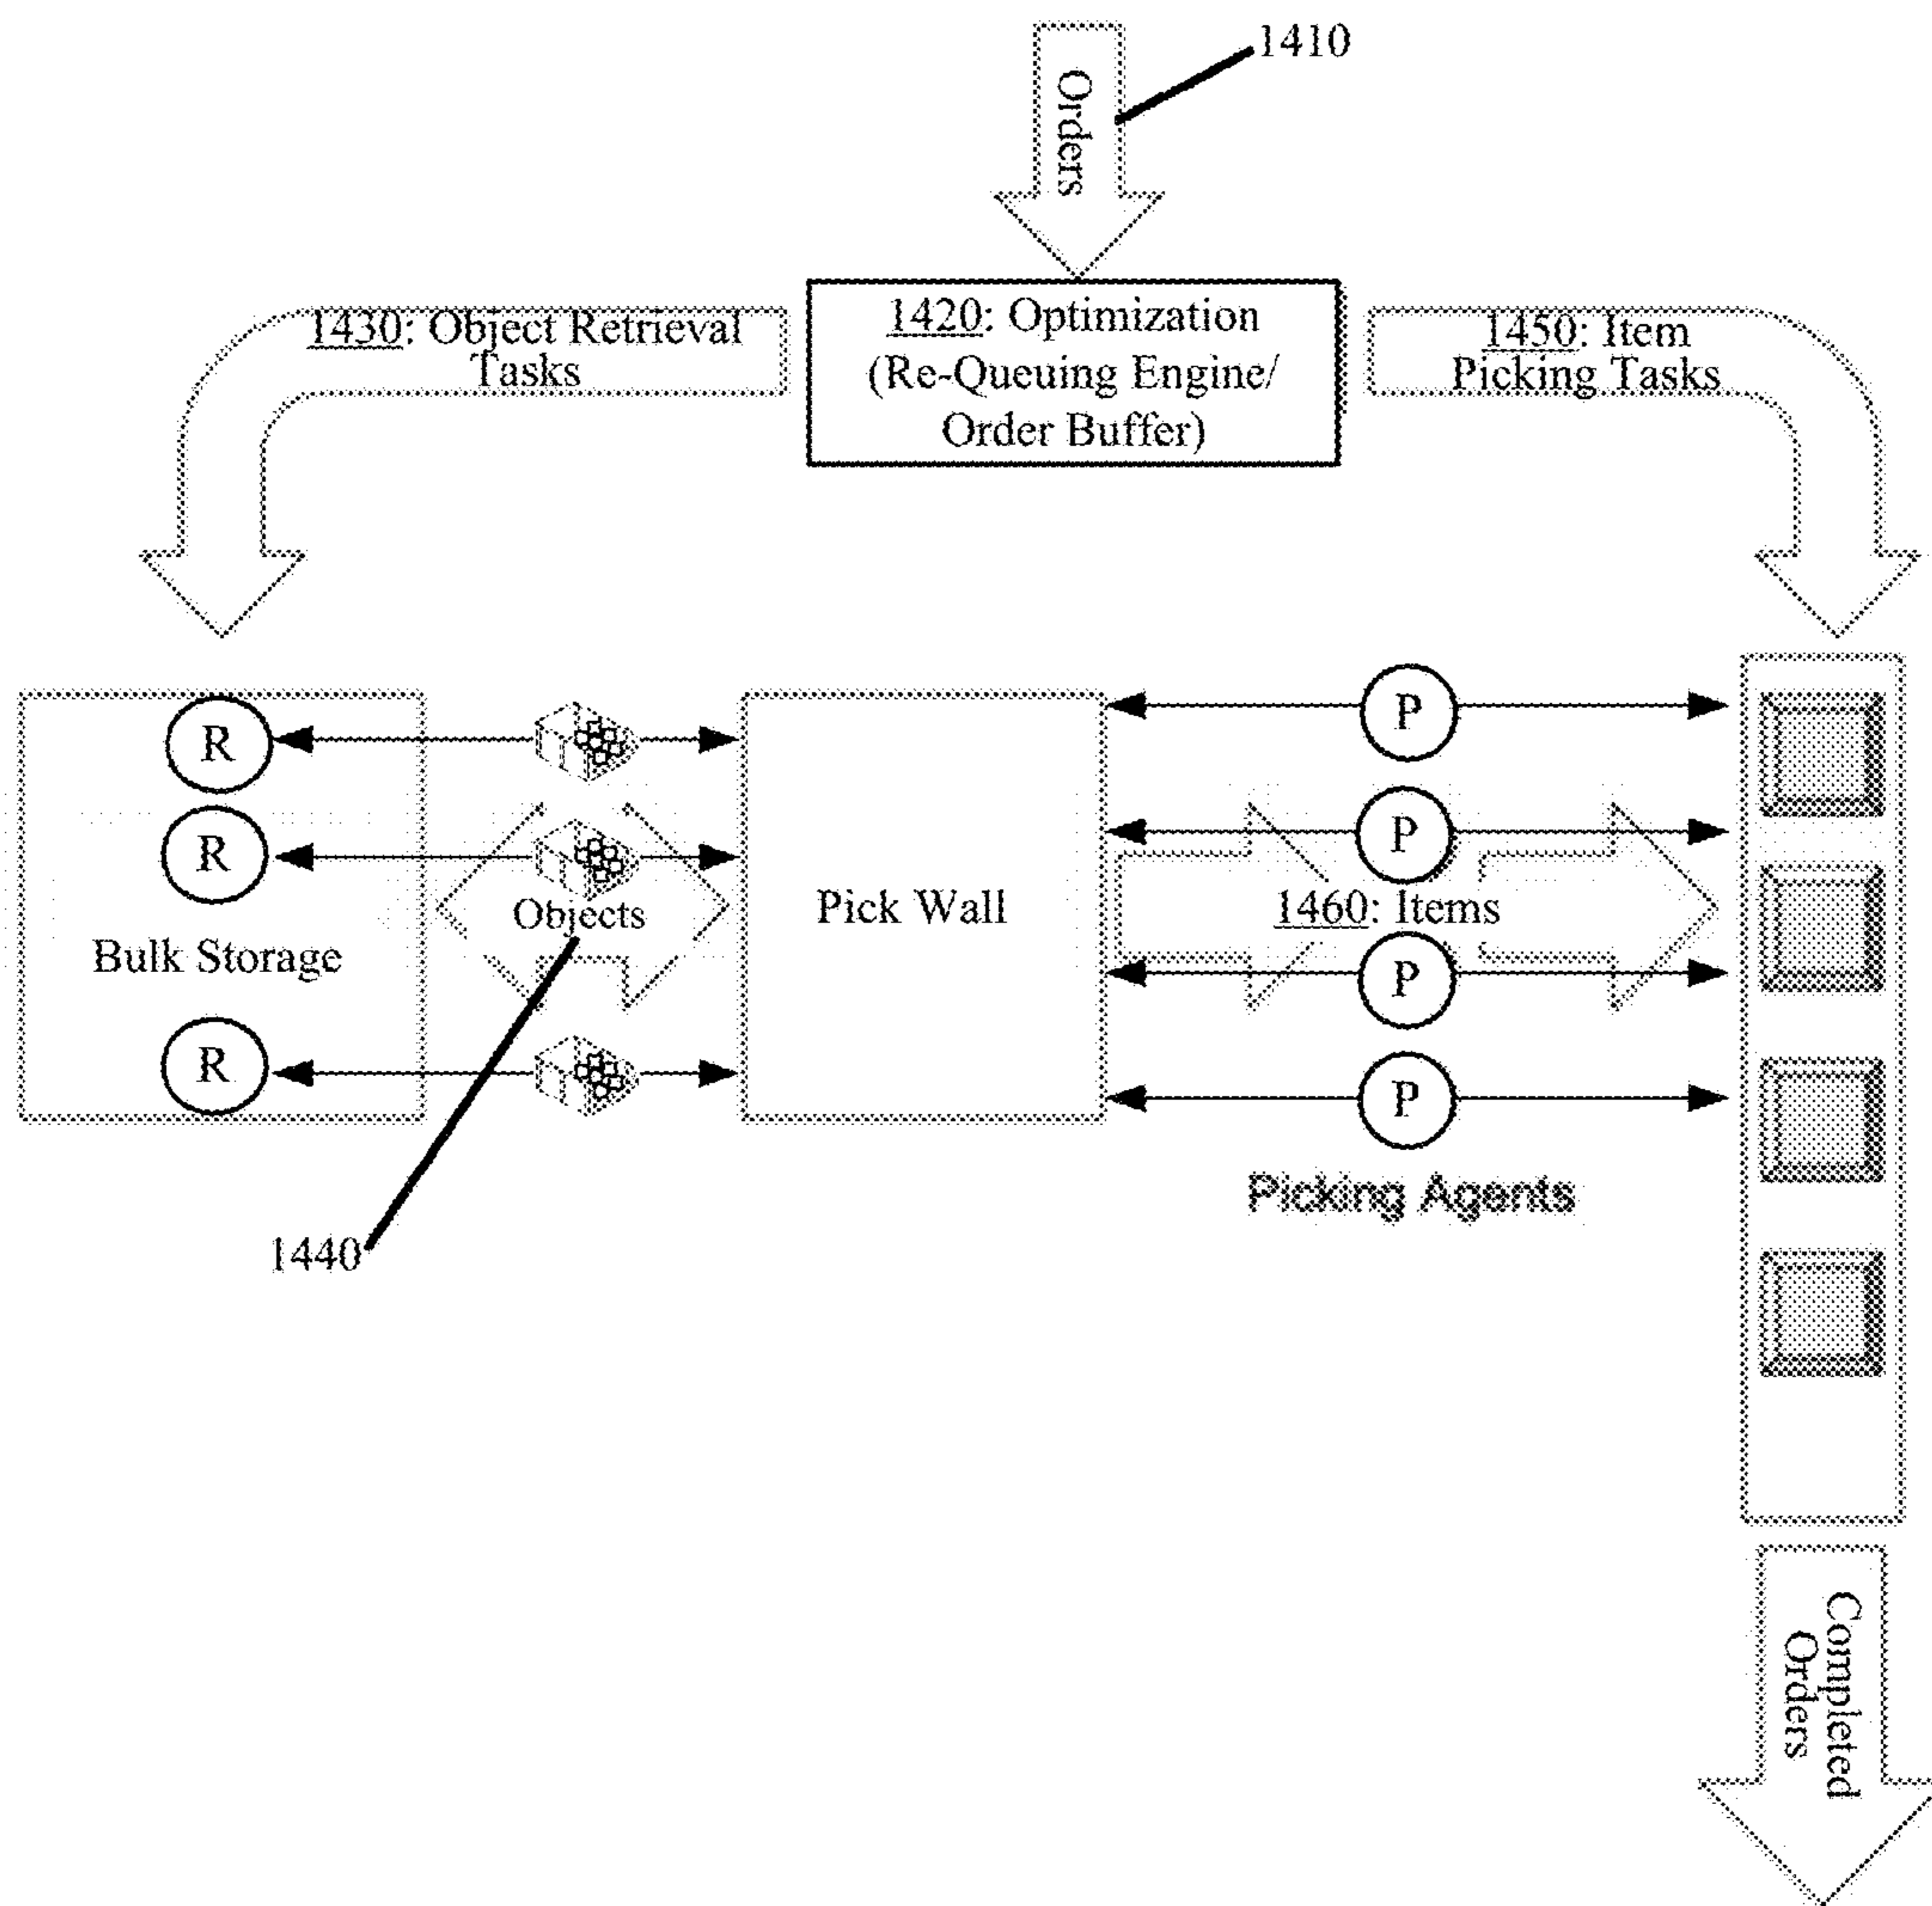 1410
Orders
1420: Optimization
(Re-Queuing Engine/
Order Buffer)
1430: Object Retrieval
Tasks
1450: Item
Picking Tasks
R
R
R
Bulk Storage
Objects
1440
Pick Wall
P
P
P
P
1460: Items
Picking Agents
Completed
Orders